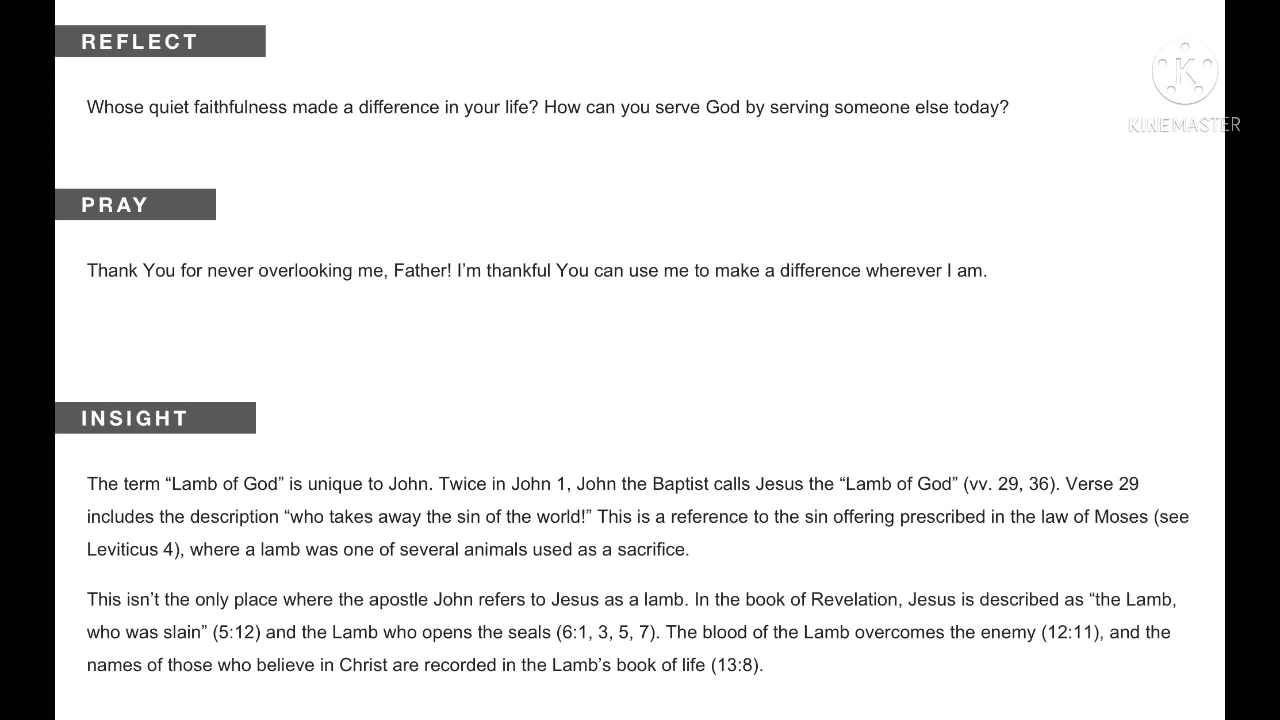 REFLECT
Whose quiet faithfulness made a difference in your life? How can you serve God by serving someone else today?
K
KINEMASTER
PRAY
Thank You for never overlooking me, Father! I’m thankful You can use me to make a difference wherever I am.
INSIGHT
The term “Lamb of God” is unique to John. Twice in John 1, John the Baptist calls Jesus the “Lamb of God” (vv. 29, 36). Verse 29
includes the description “who takes away the sin of the world!” This is a reference to the sin offering prescribed in the law of Moses (see
Leviticus 4), where a lamb was one of several animals used as a sacrifice.
This isn’t the only place where the apostle John refers to Jesus as a lamb. In the book of Revelation, Jesus is described as “the Lamb,
who was slain” (5:12) and the Lamb who opens the seals (6:1, 3, 5, 7). The blood of the Lamb overcomes the enemy (12:11), and the
names of those who believe in Christ are recorded in the Lamb’s book of life (13:8).